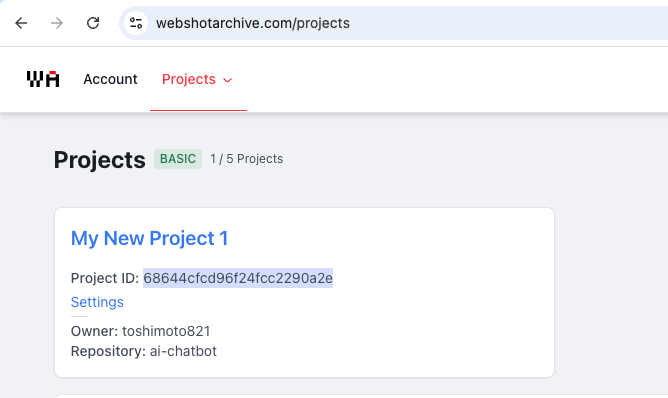 webshotarchive.com/projects
WA Account Projects
Projects BASIC 1 / 5 Projects
My New Project 1
Project ID: 68644cfcd96f24fcc2290a2e
Settings
Owner: toshimoto821
Repository: ai-chatbot